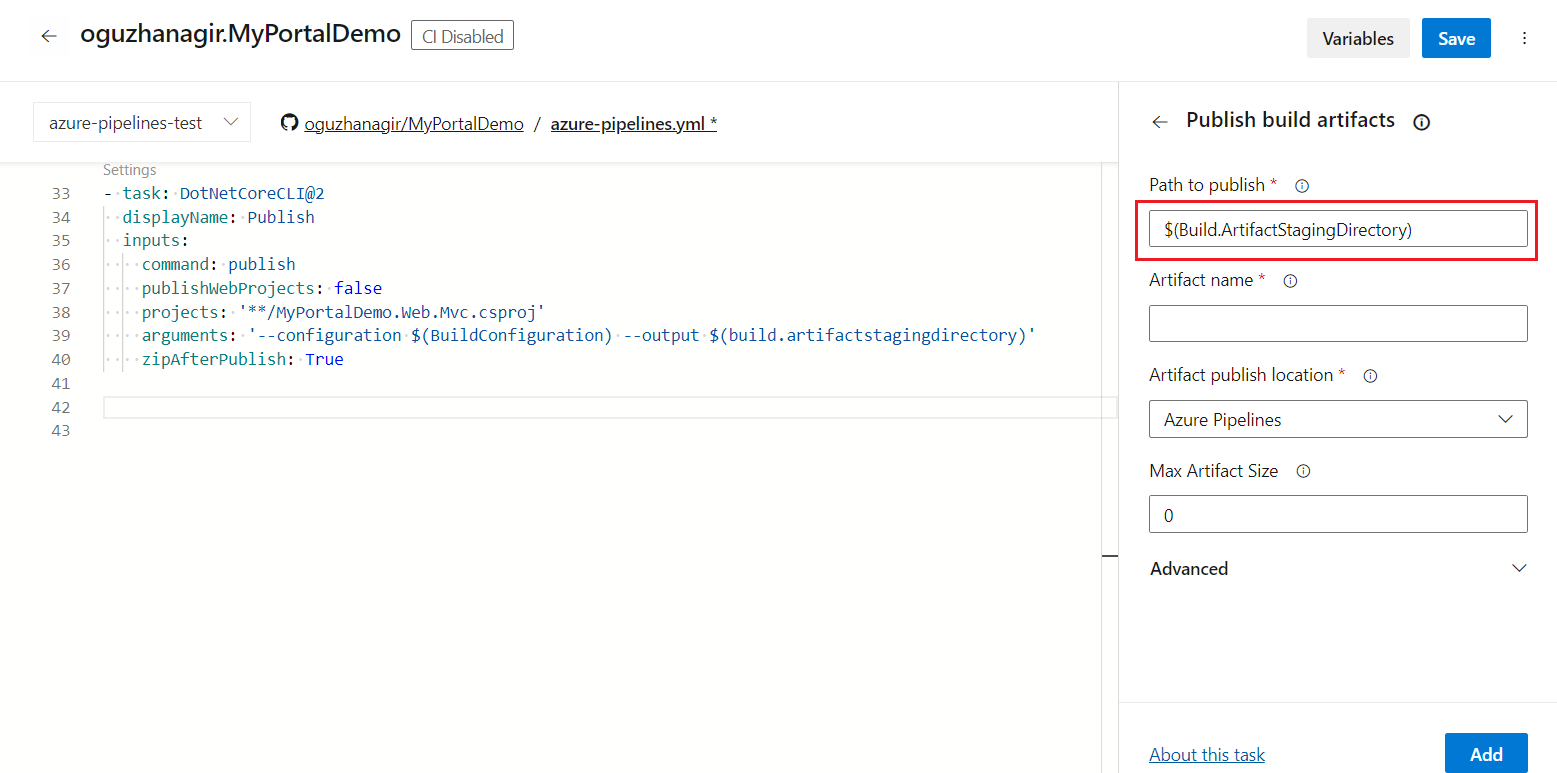 oguzhanagir.MyPortalDemo CI Disabled
Variables Save
azure-pipelines-test oguzhanagir/MyPortalDemo / azure-pipelines.yml *
Settings
33 - task: DotNetCoreCLI@2
34 displayName: Publish
35 inputs:
36 command: publish
37 publishWebProjects: false
38 projects: '**/MyPortalDemo.Web.Mvc.csproj'
39 arguments: '--configuration $(BuildConfiguration) --output $(build.artifactstagingdirectory)'
40 zipAfterPublish: True
41
42
43
Publish build artifacts
Path to publish *
$(Build.ArtifactStagingDirectory)
Artifact name *
Artifact publish location *
Azure Pipelines
Max Artifact Size
0
Advanced
About this task
Add